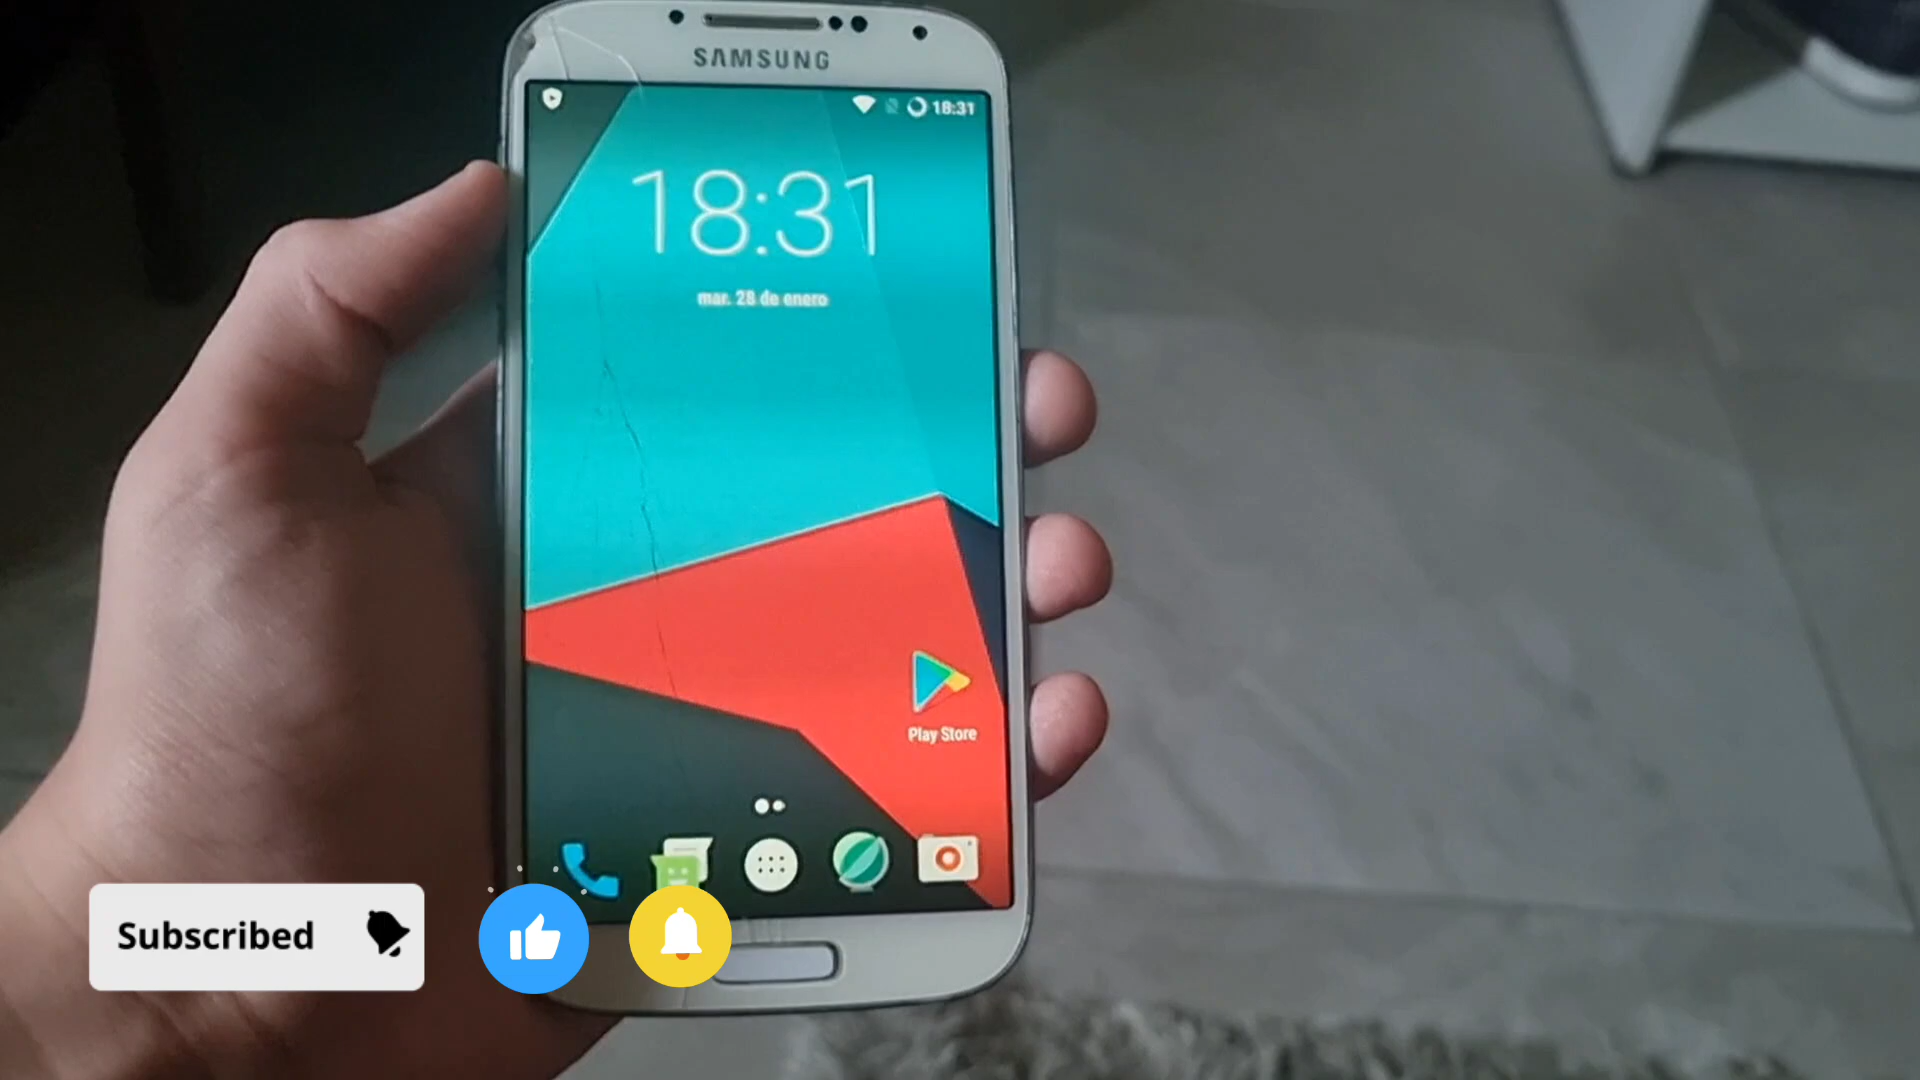 SAMSUNG
18:31
18:31
mar. 28 de enero
Play Store
Subscribed